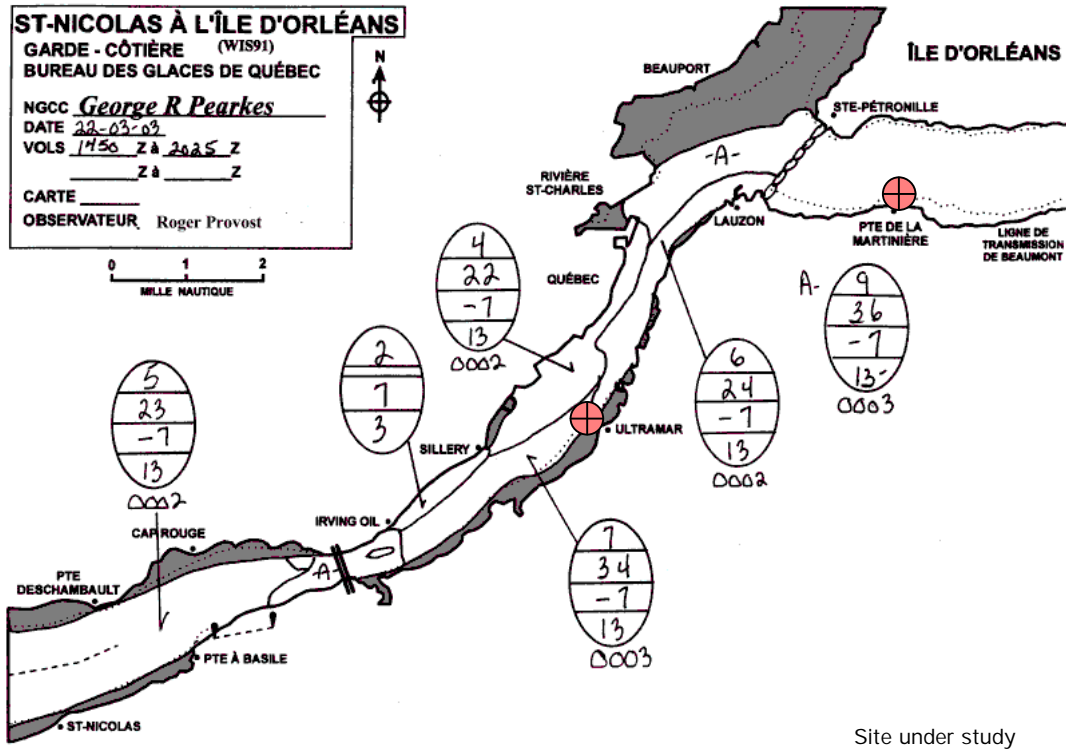 ST-NICOLAS À L'ÎLE D'ORLÉANS
GARDE - CÔTIÈRE (WIS91)
BUREAU DES GLACES DE QUÉBEC
NGCC George R Pearkes
DATE 22-03-03
VOLS 1450 Z à 2025 Z
Z à Z
CARTE
OBSERVATEUR Roger Provost
N
0 1 2
MILLE NAUTIQUE
BEAUPORT
ÎLE D'ORLÉANS
STE-PÉTRONILLE
-A-
RIVIÈRE
ST-CHARLES
LAUZON
PTE DE LA
MARTINIÈRE
LIGNE DE
TRANSMISSION
DE BEAUMONT
QUÉBEC
4
22
-7
13
0002
A-
9
36
-7
13-
0003
2
7
3
6
24
-7
13
0002
5
23
-7
13
0002
SILLERY
ULTRAMAR
IRVING OIL
CAP ROUGE
-A-
7
34
-7
13
0003
PTE
DESCHAMBAULT
PTE À BASILE
ST-NICOLAS
Site under study